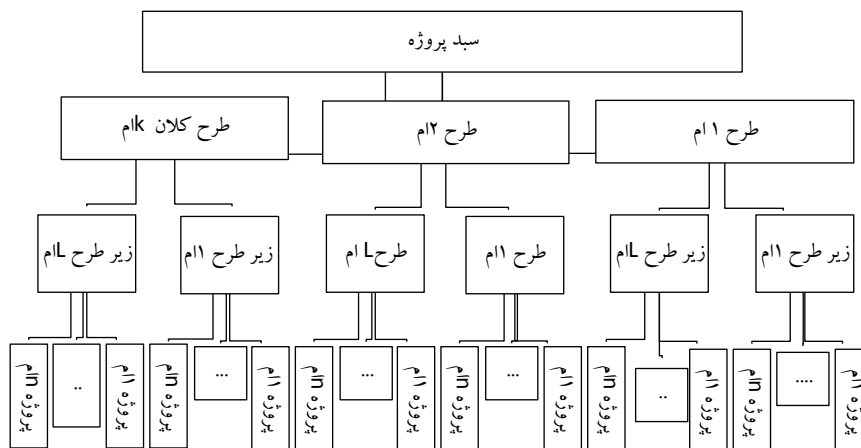 سبد پروژه
طرح ۱ ام
طرح ۲ام
طرح کلان kام
زیر طرح ۱ام
زیر طرح Lام
طرح ۱ام
طرحL ام
زیر طرح ۱ام
زیر طرح Lام
پروژه ۱ام
....
پروژه nام
پروژه ۱ام
..
پروژه nام
پروژه ۱ام
...
پروژه nام
پروژه ۱ام
...
پروژه nام
پروژه ۱ام
...
پروژه nام
پروژه ۱ام
..
پروژه nام